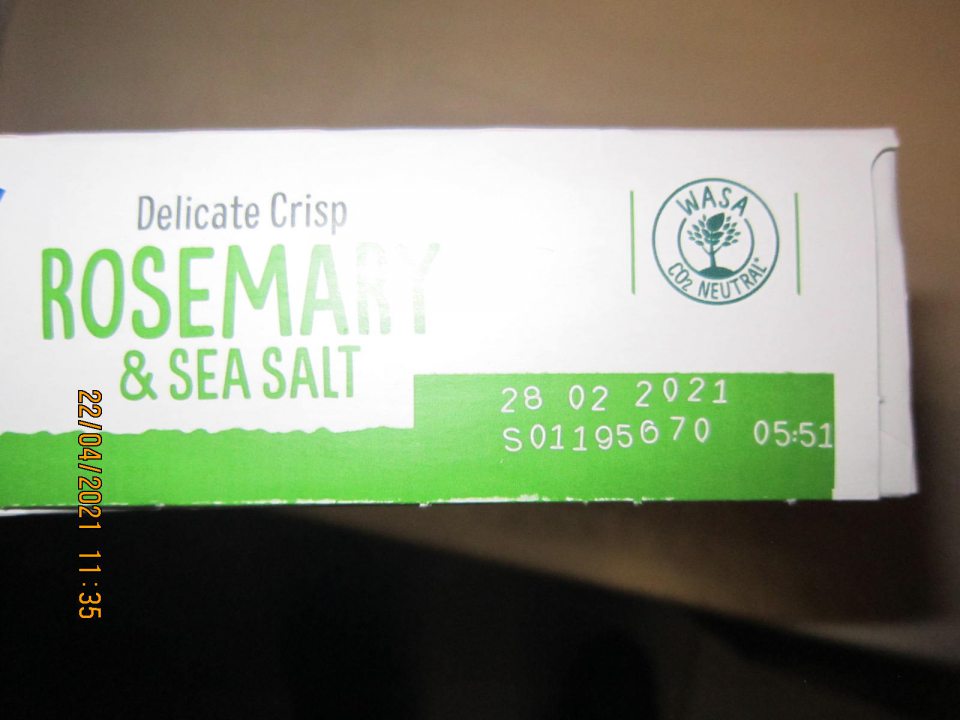 Delicate Crisp
ROSEMARY
& SEA SALT
WASA
CO2 NEUTRAL*
28 02 2021
S01195670 05:51
22/04/2021 11:35